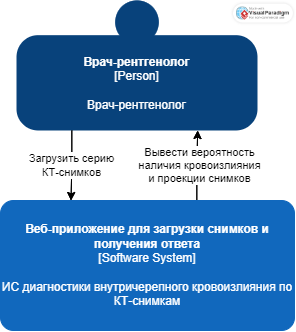 Visual Paradigm
Врач-рентгенолог
[Person]
Врач-рентгенолог
Загрузить серию
КТ-снимков
Вывести вероятность
наличия кровоизлияния
и проекции снимков
Веб-приложение для загрузки снимков и
получения ответа
[Software System]
ИС диагностики внутричерепного кровоизлияния по
КТ-снимкам